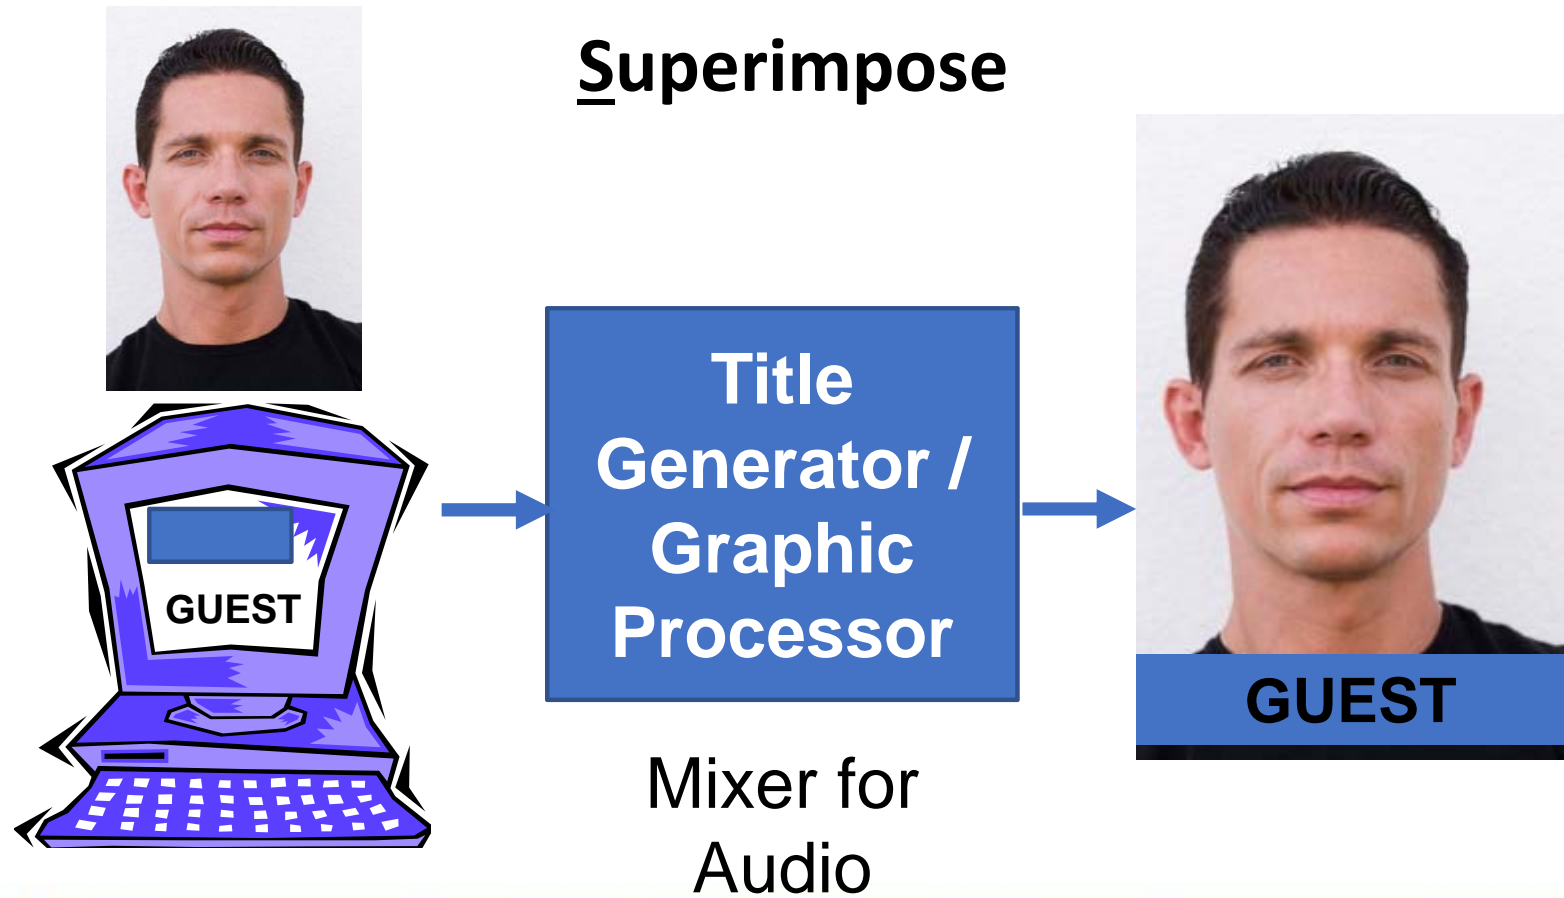 Superimpose
GUEST
Title
Generator /
Graphic
Processor
GUEST
Mixer for
Audio